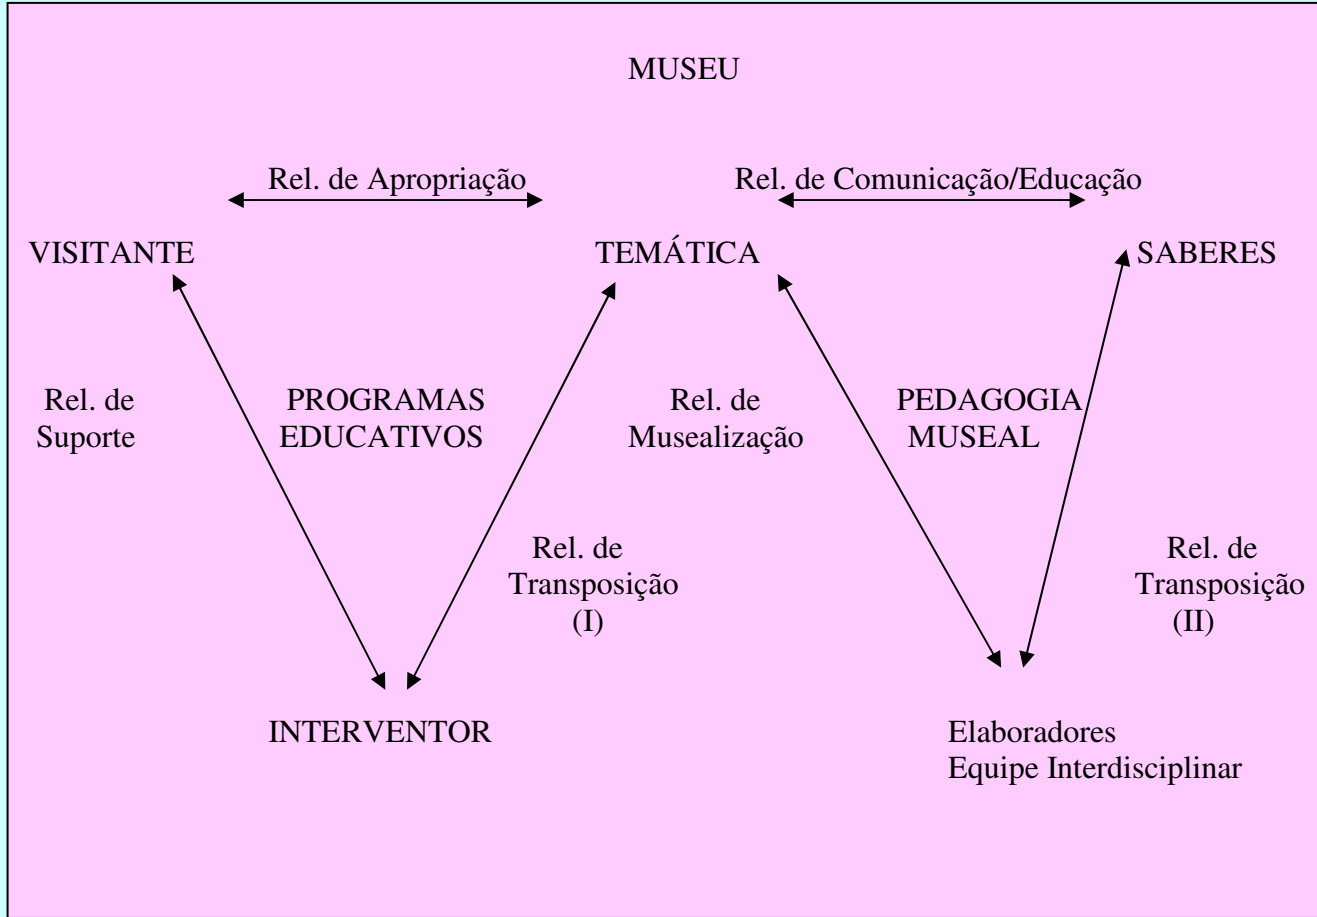 MUSEU
Rel. de Apropriação
Rel. de Comunicação/Educação
VISITANTE
TEMÁTICA
SABERES
Rel. de
Suporte
PROGRAMAS
EDUCATIVOS
Rel. de
Musealização
PEDAGOGIA
MUSEAL
Rel. de
Transposição
(I)
Rel. de
Transposição
(II)
INTERVENTOR
Elaboradores
Equipe Interdisciplinar